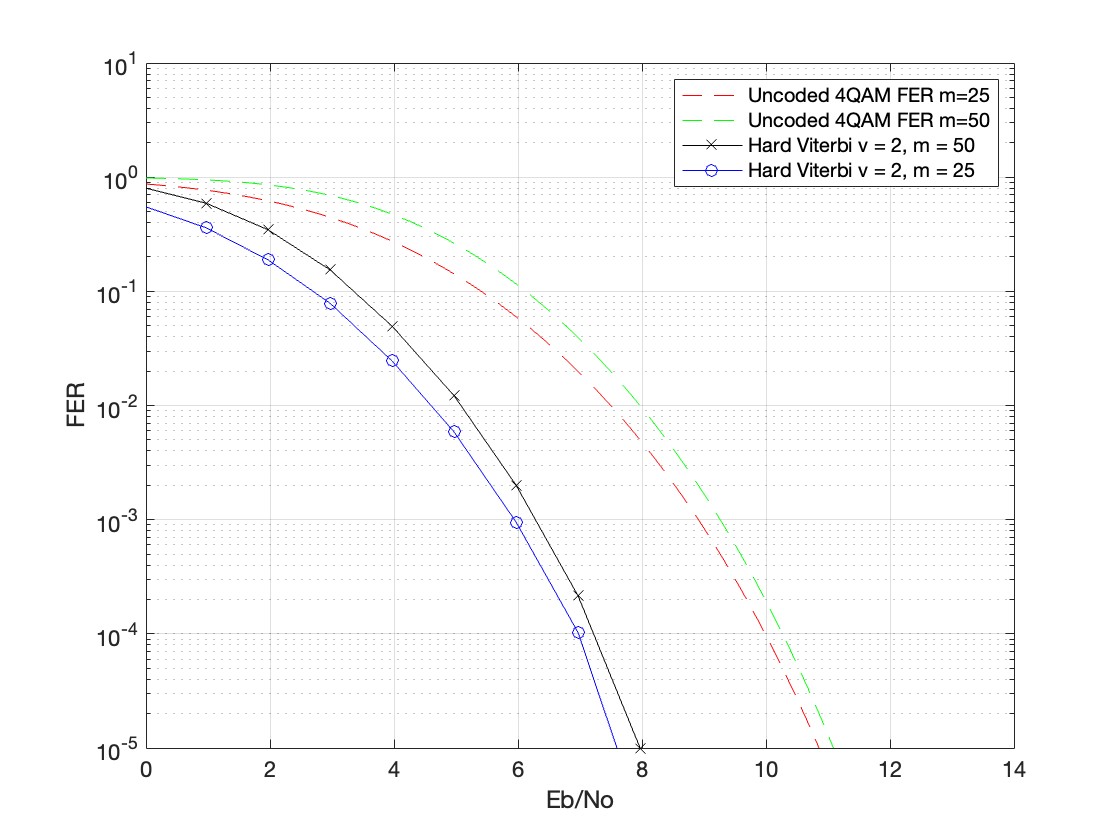 Uncoded 4QAM FER m=25
Uncoded 4QAM FER m=50
Hard Viterbi v = 2, m = 50
Hard Viterbi v = 2, m = 25
FER
10^1
10^0
10^-1
10^-2
10^-3
10^-4
10^-5
0 2 4 6 8 10 12 14
Eb/No